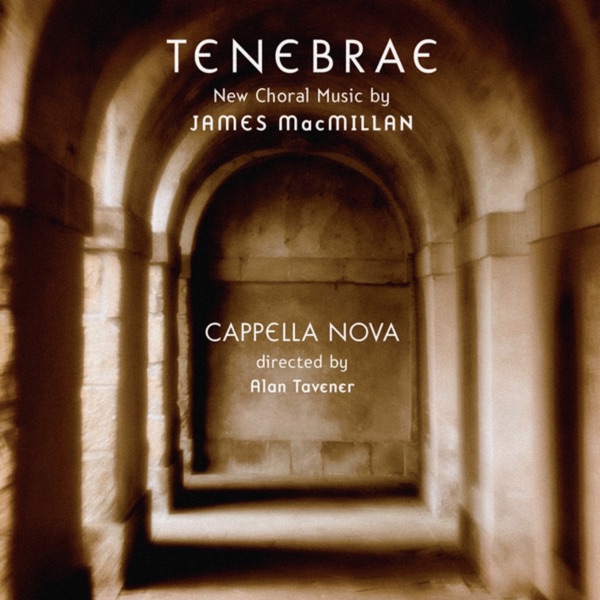 TENEBRAE
New Choral Music by
JAMES MacMILLAN
CAPPELLA NOVA
directed by
Alan Tavener